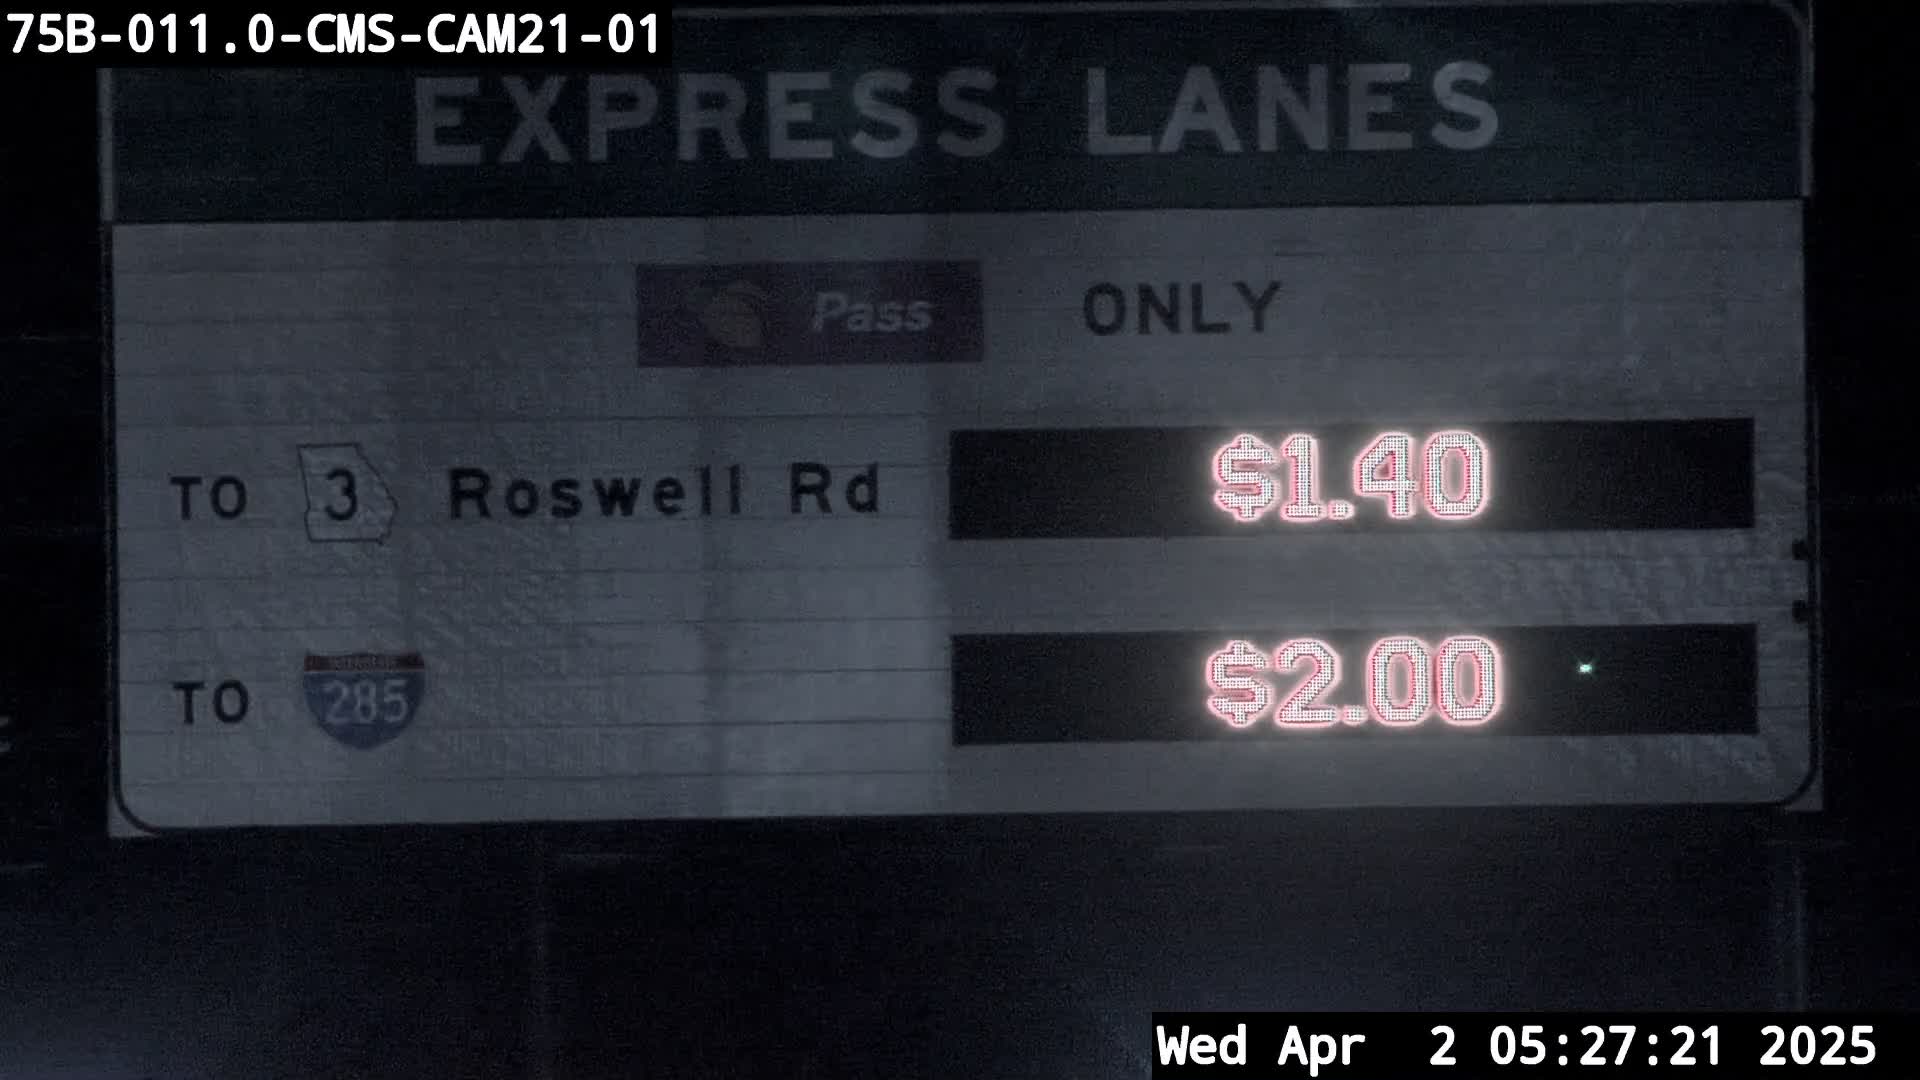 75B-011.0-CMS-CAM21-01
EXPRESS LANES
Pass ONLY
TO 3 Roswell Rd $1.40
TO 285 $2.00
Wed Apr 2 05:27:21 2025